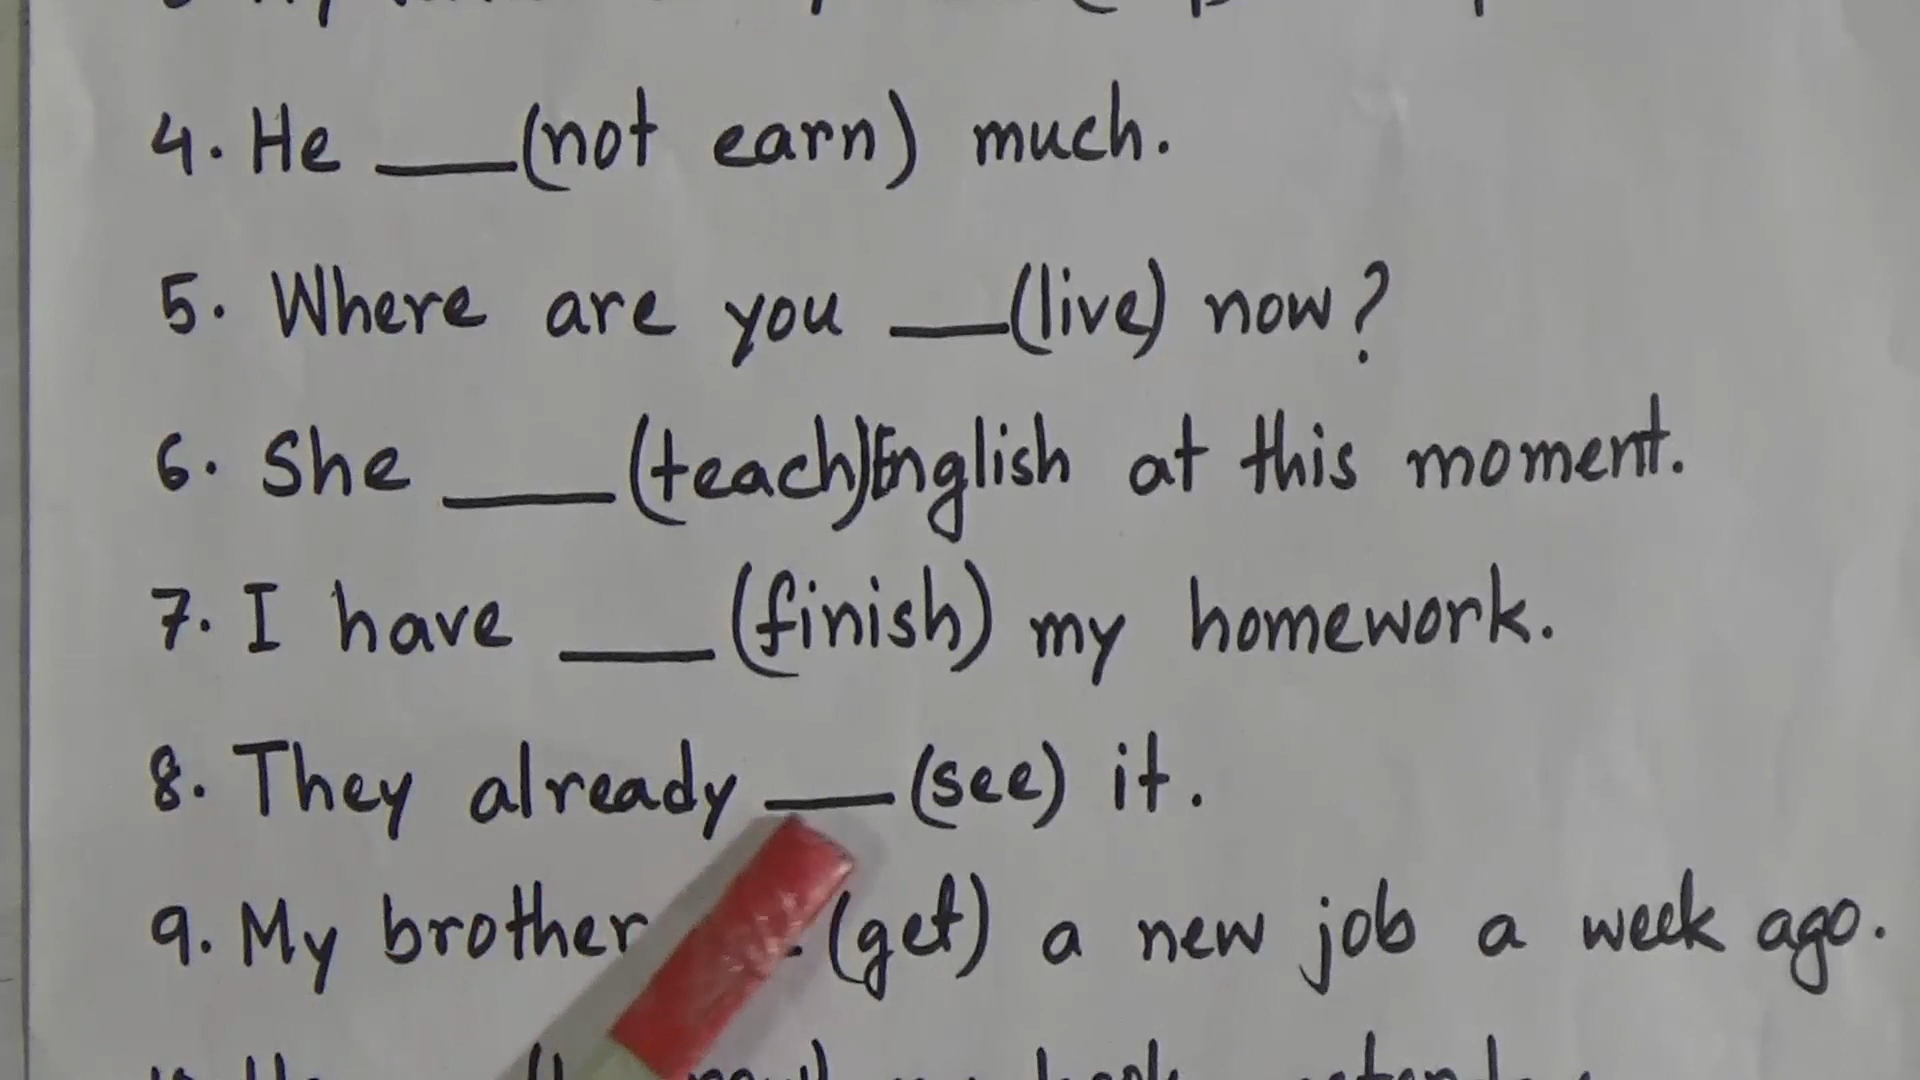 4. He ___ (not earn) much.
5. Where are you ___ (live) now?
6. She ___ (teach) English at this moment.
7. I have ___ (finish) my homework.
8. They already ___ (see) it.
9. My brother (get) a new job a week ago.